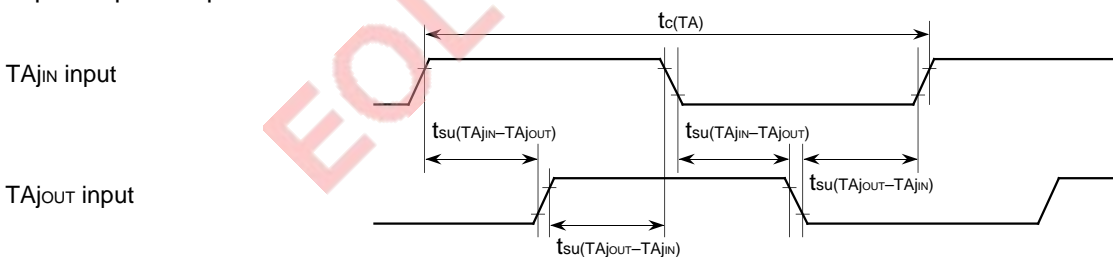 tc(TA)
TAjIN input
tsu(TAjIN–TAjOUT) tsu(TAjIN–TAjOUT)
tsu(TAjOUT–TAjIN)
TAjOUT input
tsu(TAjOUT–TAjIN)
EOL